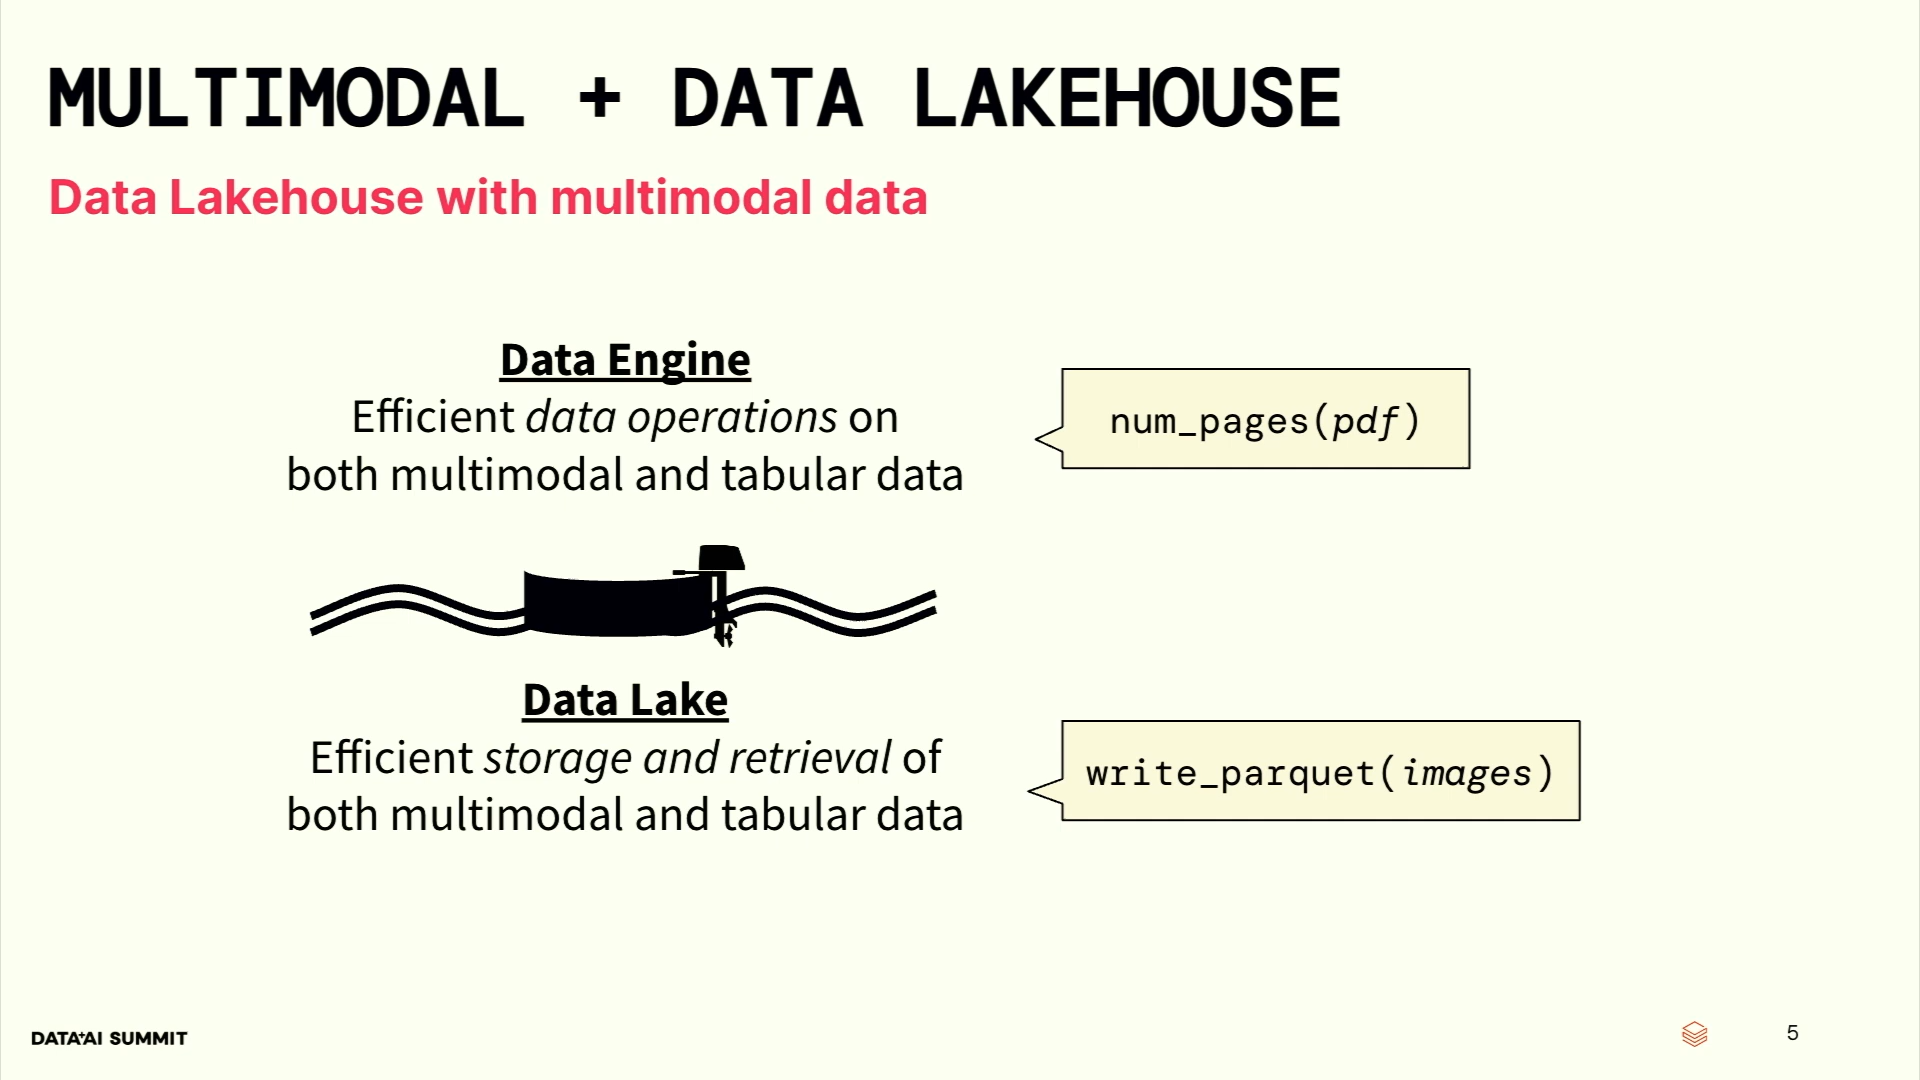 MULTIMODAL + DATA LAKEHOUSE
Data Lakehouse with multimodal data
Data Engine
Efficient data operations on
both multimodal and tabular data
num_pages(pdf)
Data Lake
Efficient storage and retrieval of
both multimodal and tabular data
write_parquet(images)
DATA+AI SUMMIT
5